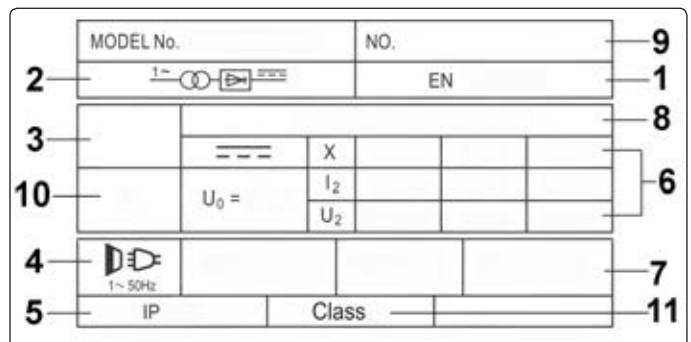 MODEL No. NO. 9
2 1~ EN 1
8
3 X
6
10 U₀ = I₂
U₂
4 1~ 50Hz 7
5 IP Class 11